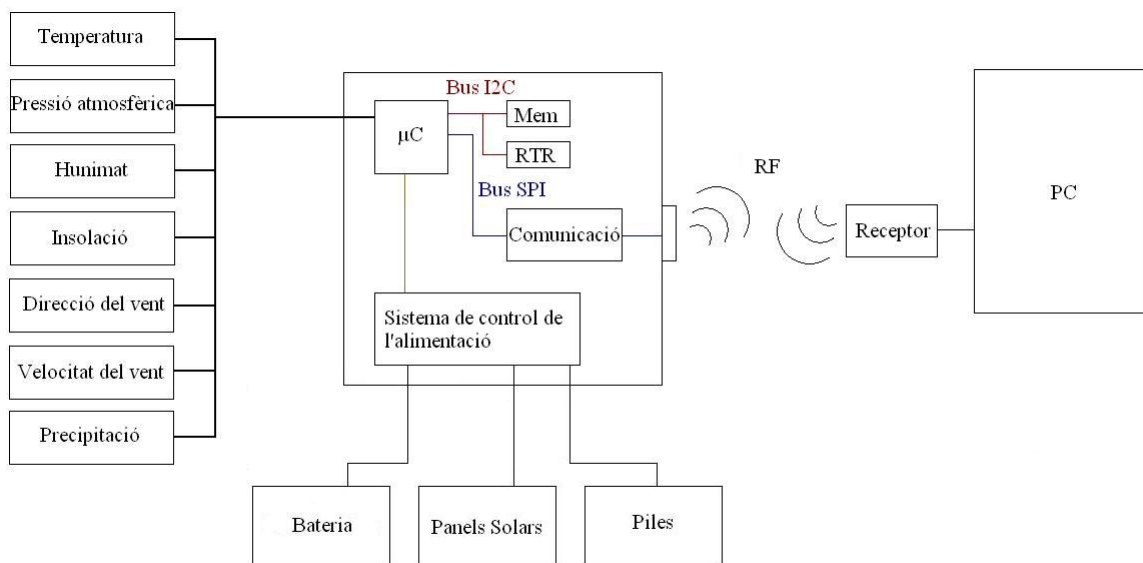 Temperatura
Pressió atmosfèrica
Hunimat
Insolació
Direcció del vent
Velocitat del vent
Precipitació
Bus I2C
µC
Mem
RTR
Bus SPI
Comunicació
Sistema de control de
l'alimentació
Bateria
Panels Solars
Piles
RF
Receptor
PC